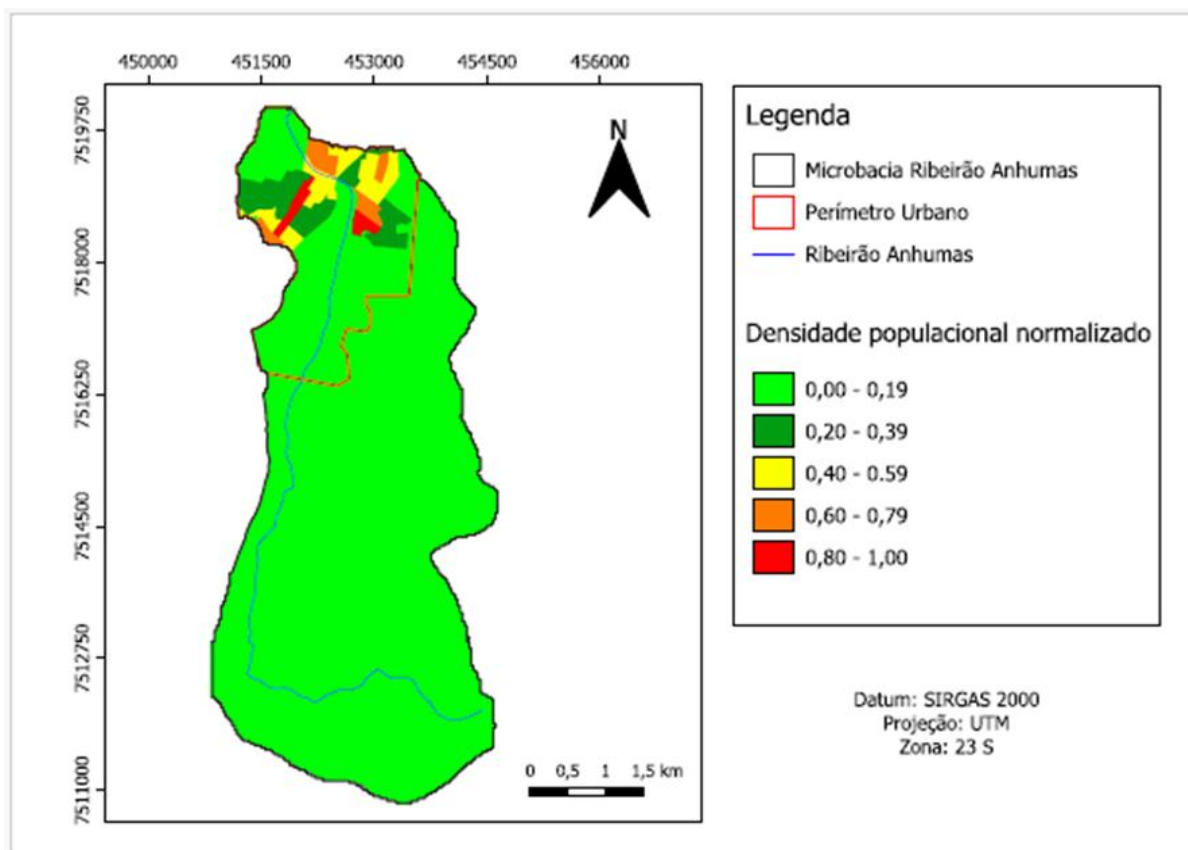 450000 451500 453000 454500 456000
7519750
7518000
7516250
7514500
7512750
7511000
N
0 0,5 1 1,5 km
Legenda
Microbacia Ribeirão Anhumas
Perímetro Urbano
Ribeirão Anhumas
Densidade populacional normalizado
0,00 - 0,19
0,20 - 0,39
0,40 - 0.59
0,60 - 0,79
0,80 - 1,00
Datum: SIRGAS 2000
Projeção: UTM
Zona: 23 S